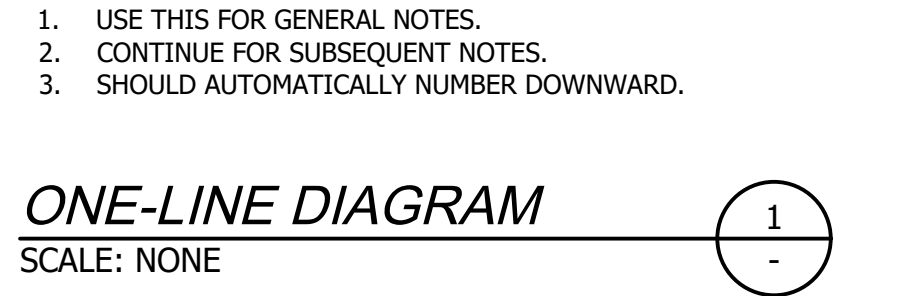 1. USE THIS FOR GENERAL NOTES.
2. CONTINUE FOR SUBSEQUENT NOTES.
3. SHOULD AUTOMATICALLY NUMBER DOWNWARD.
ONE-LINE DIAGRAM
1
SCALE: NONE
-